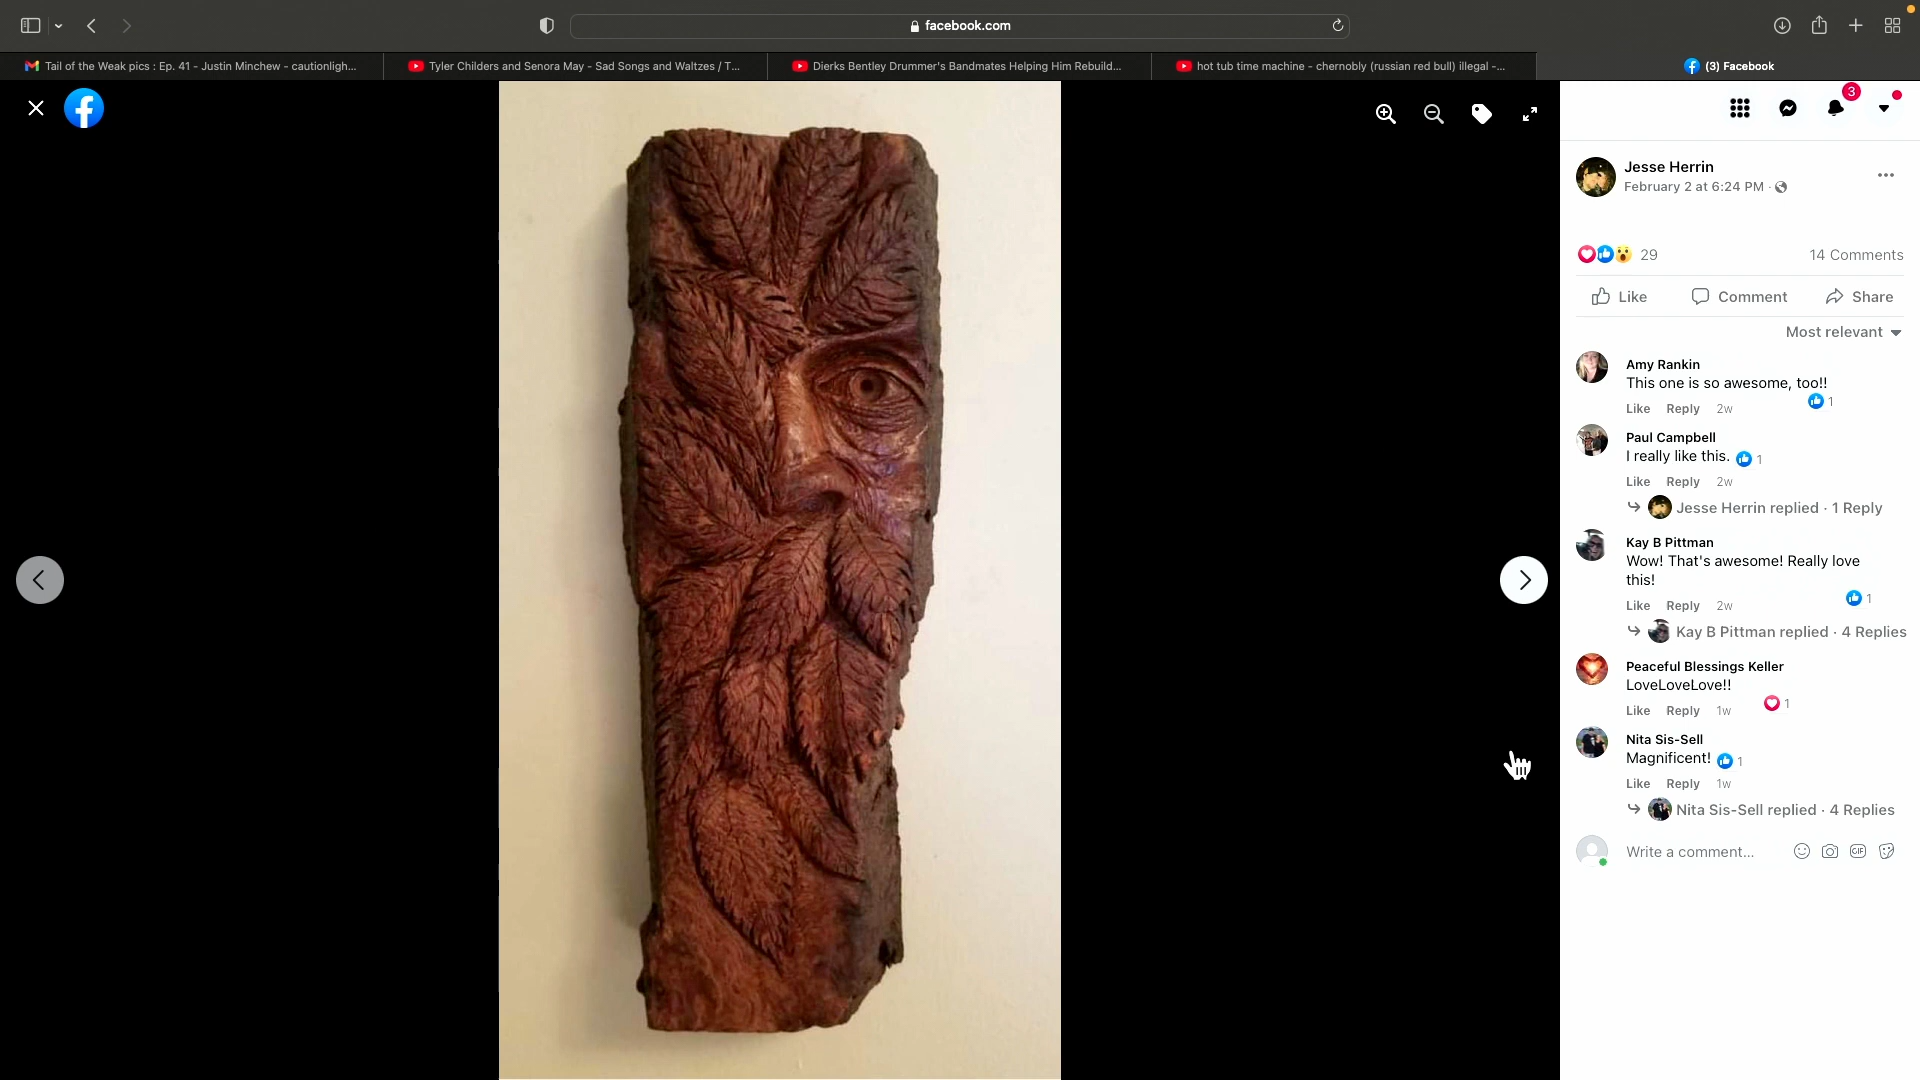 facebook.com
Tail of the Weak pics : Ep. 41 - Justin Minchew - cautionligh...
Tyler Childers and Senora May - Sad Songs and Waltzes / T...
Dierks Bentley Drummer's Bandmates Helping Him Rebuild...
hot tub time machine - chernobly (russian red bull) illegal -...
(3) Facebook
3
Jesse Herrin
February 2 at 6:24 PM ·
29
14 Comments
Like
Comment
Share
Most relevant
Amy Rankin
This one is so awesome, too!!
1
Like Reply 2w
Paul Campbell
I really like this. 1
Like Reply 2w
Jesse Herrin replied · 1 Reply
Kay B Pittman
Wow! That's awesome! Really love
this!
1
Like Reply 2w
Kay B Pittman replied · 4 Replies
Peaceful Blessings Keller
LoveLoveLove!!
1
Like Reply 1w
Nita Sis-Sell
Magnificent! 1
Like Reply 1w
Nita Sis-Sell replied · 4 Replies
Write a comment...
GIF